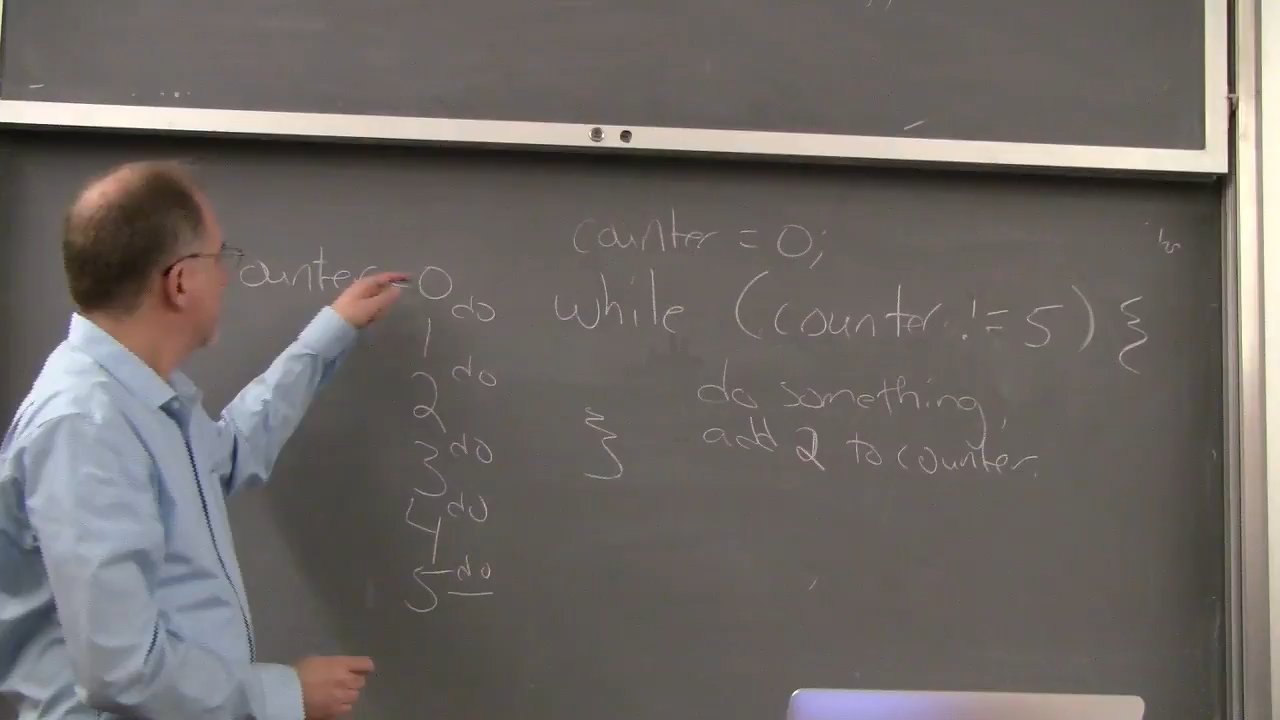 counter = 0;
ounter = 0
do
while (counter != 5) {
1
do
2
do something,
}
add 2 to counter.
do
3
do
4
do
5